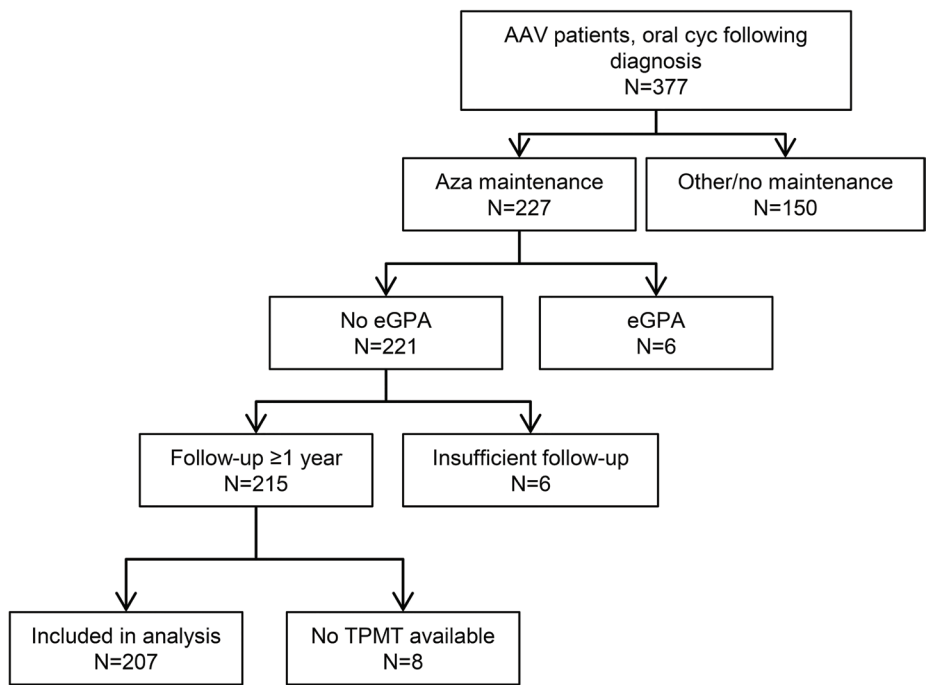 AAV patients, oral cyc following
diagnosis
N=377
Aza maintenance
N=227
Other/no maintenance
N=150
No eGPA
N=221
eGPA
N=6
Follow-up ≥1 year
N=215
Insufficient follow-up
N=6
Included in analysis
N=207
No TPMT available
N=8